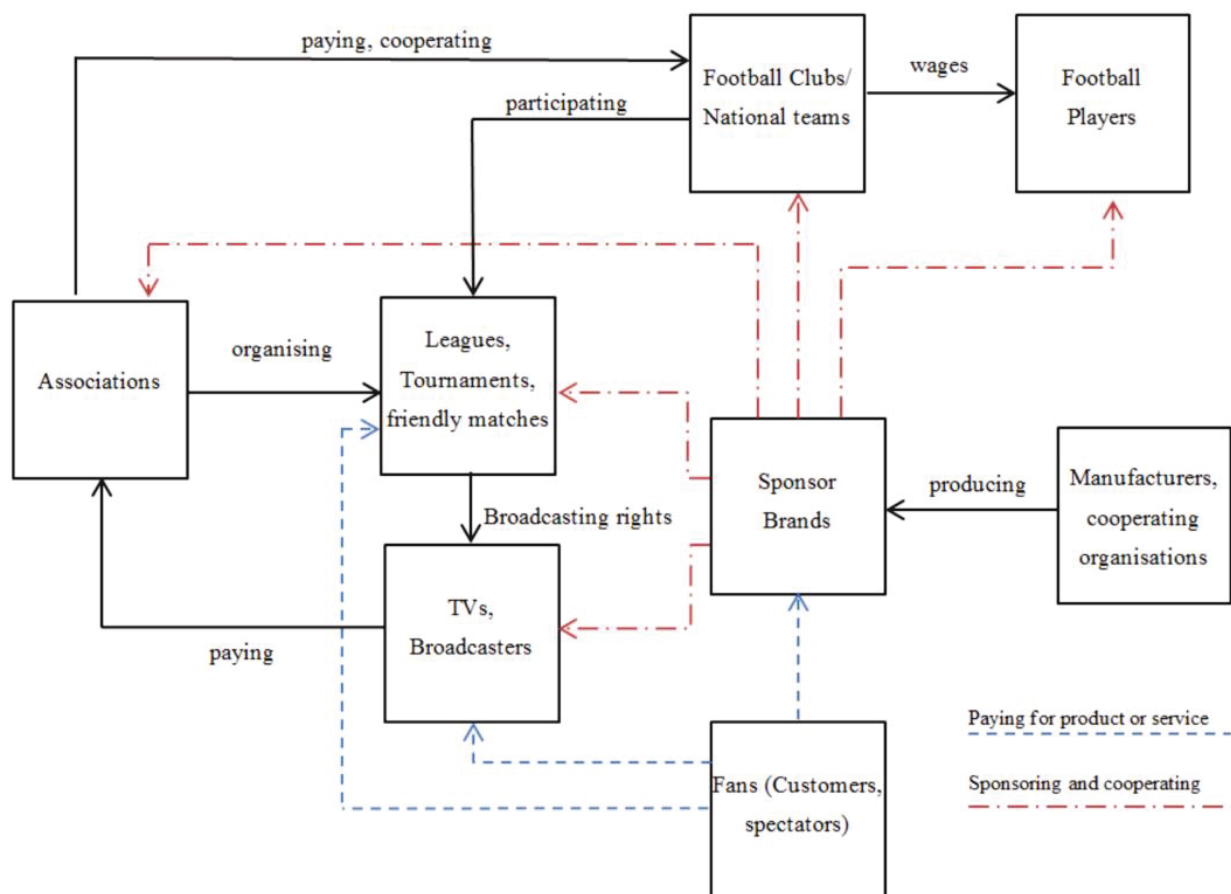 paying, cooperating
Football Clubs/
National teams
wages
Football
Players
participating
Associations
organising
Leagues,
Tournaments,
friendly matches
Sponsor
Brands
producing
Manufacturers,
cooperating
organisations
Broadcasting rights
TVs,
Broadcasters
paying
Fans (Customers,
spectators)
Paying for product or service
Sponsoring and cooperating